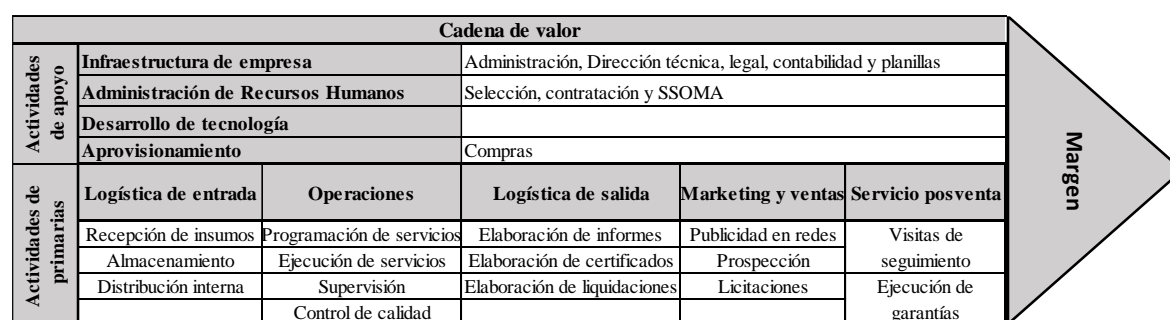 Cadena de valor
Actividades
de apoyo
Infraestructura de empresa
Administración, Dirección técnica, legal, contabilidad y planillas
Administración de Recursos Humanos
Selección, contratación y SSOMA
Desarrollo de tecnología
Aprovisionamiento
Compras
Margen
Actividades de
primarias
Logística de entrada
Operaciones
Logística de salida
Marketing y ventas
Servicio posventa
Recepción de insumos
Programación de servicios
Elaboración de informes
Publicidad en redes
Visitas de
Almacenamiento
Ejecución de servicios
Elaboración de certificados
Prospección
seguimiento
Distribución interna
Supervisión
Elaboración de liquidaciones
Licitaciones
Ejecución de
Control de calidad
garantías